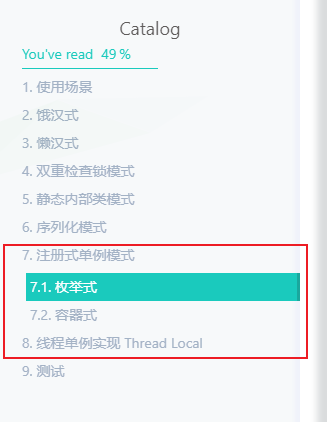 Catalog
You've read 49 %
1. 使用场景
2. 饿汉式
3. 懒汉式
4. 双重检查锁模式
5. 静态内部类模式
6. 序列化模式
7. 注册式单例模式
7.1. 枚举式
7.2. 容器式
8. 线程单例实现 Thread Local
9. 测试